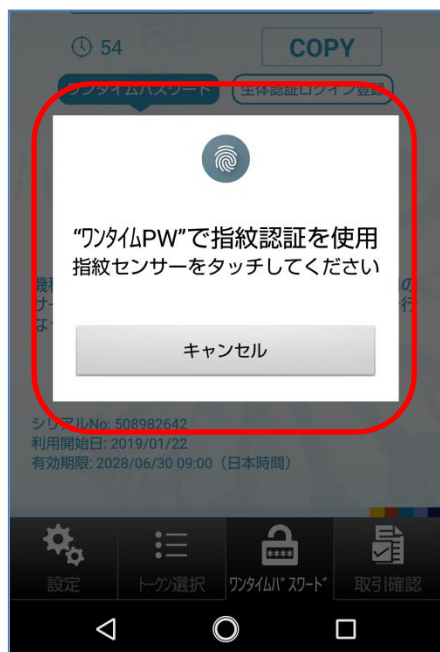 54
COPY
ワンタイムパスワード
生体認証ログイン登録
“ワンタイムPW”で指紋認証を使用
指紋センサーをタッチしてください
キャンセル
シリアルNo: 508982642
利用開始日: 2019/01/22
有効期限: 2028/06/30 09:00（日本時間）
****
設定
トークン選択
ワンタイムパスワード
取引確認